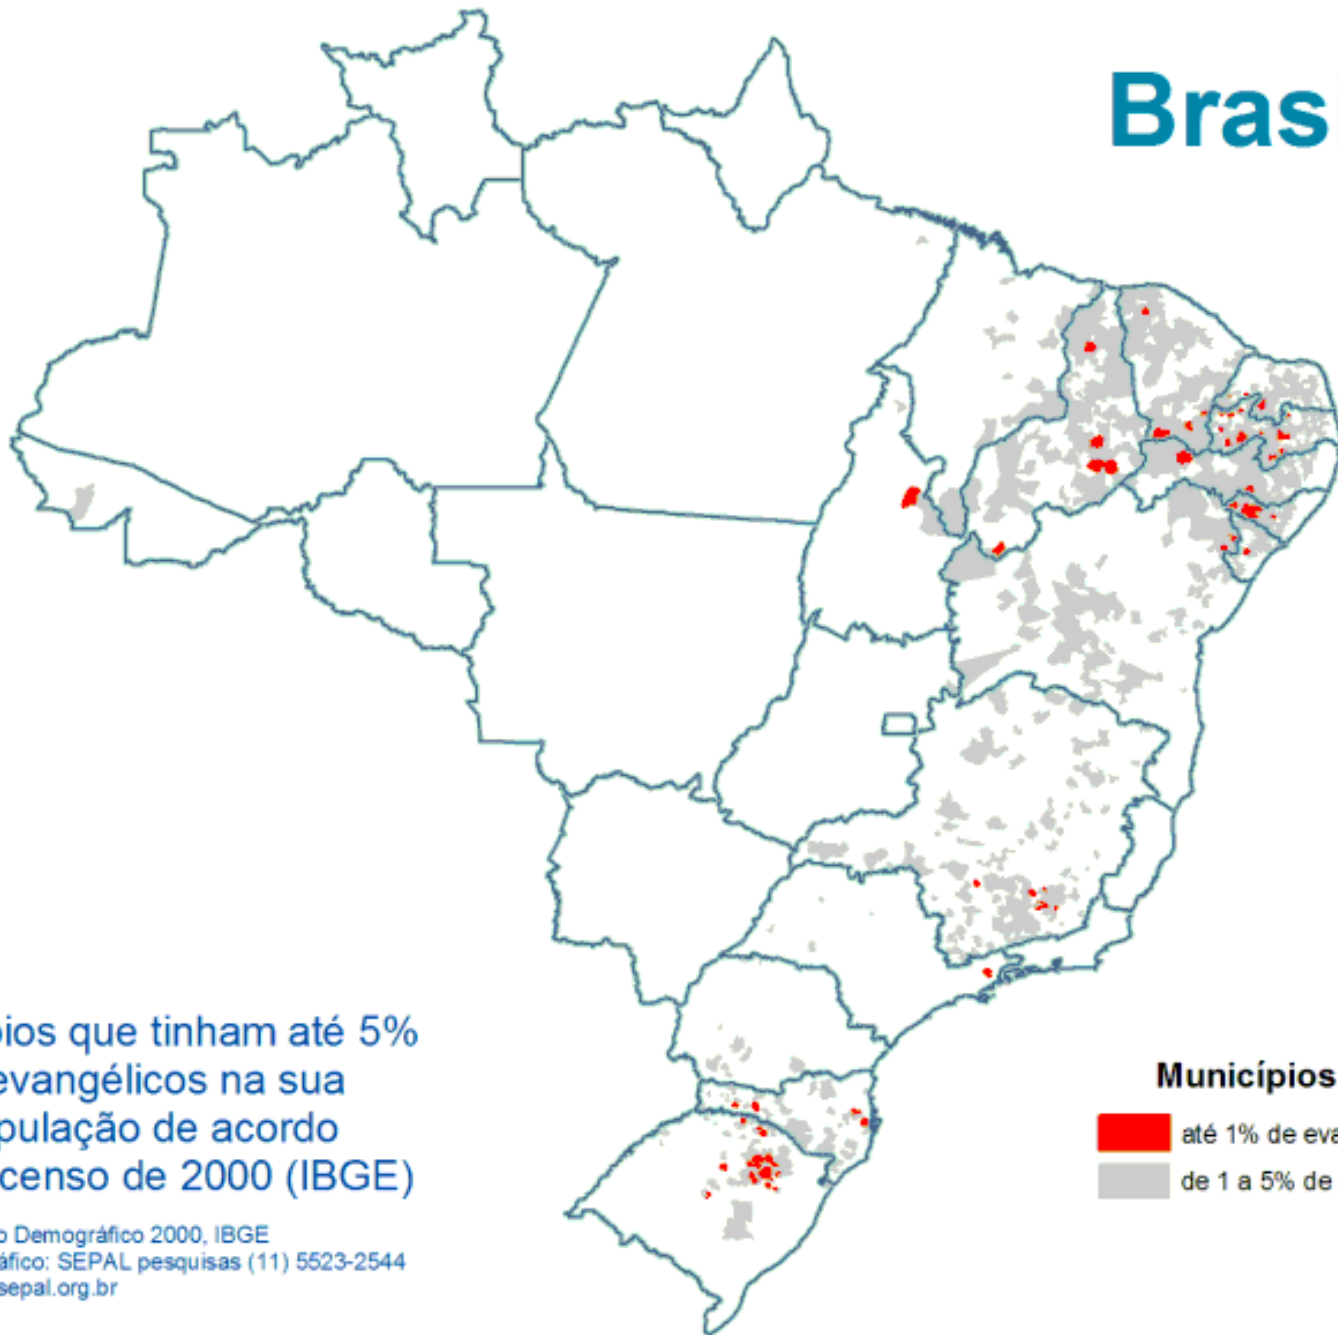 Bras
pios que tinham até 5%
evangélicos na sua
pulação de acordo
censo de 2000 (IBGE)
o Demográfico 2000, IBGE
áfico: SEPAL pesquisas (11) 5523-2544
sepal.org.br
Municípios
até 1% de eva
de 1 a 5% de